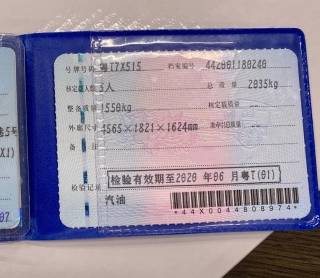 号牌号码 粤T7X515 档案编号 442001180240
核定载人数 5人 总质量 2035kg
整备质量 1550kg 核定载质量
外廓尺寸 4565×1821×1624mm 准牵引总质量
备注
检验记录 检验有效期至2020年06月粤T(01)
汽油
*44X0044808974*